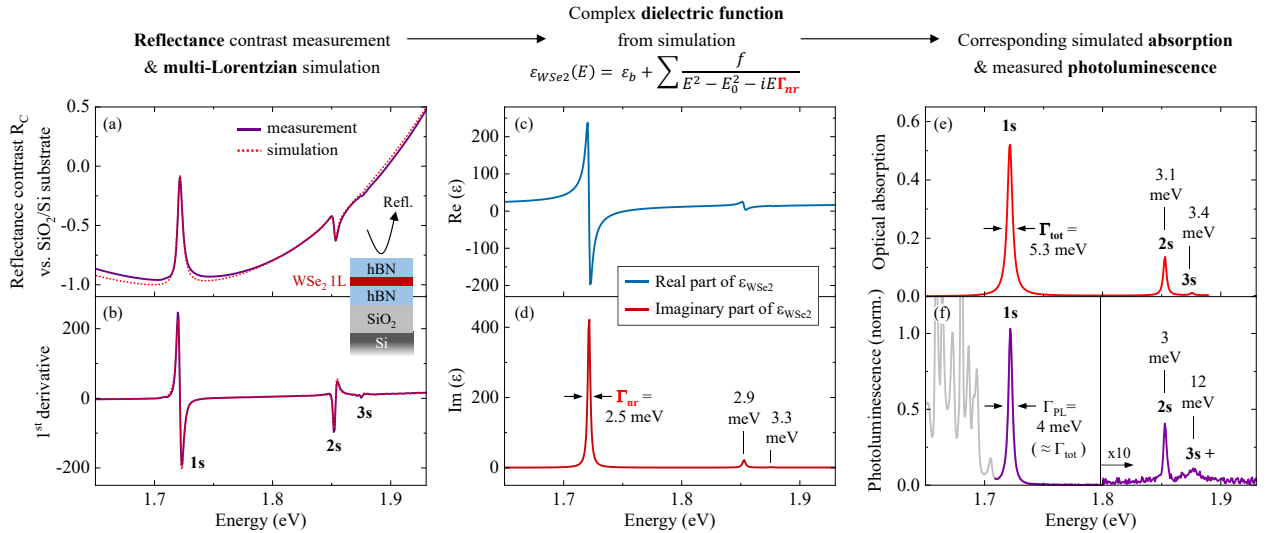 Reflectance contrast measurement
& multi-Lorentzian simulation
Complex dielectric function
from simulation
ε_WSe2(E) = ε_b + ∑ f / (E² − E₀² − iEΓ_nr)
Corresponding simulated absorption
& measured photoluminescence
Reflectance contrast R_C
vs. SiO₂/Si substrate
0.5
0.0
-0.5
-1.0
(a)
measurement
simulation
Refl.
hBN
WSe₂ 1L
hBN
SiO₂
Si
1st derivative
200
0
-200
(b)
1s
2s
3s
1.7
1.8
1.9
Energy (eV)
Re (ε)
200
100
0
-100
-200
(c)
Real part of ε_WSe2
Imaginary part of ε_WSe2
Im (ε)
400
200
0
(d)
Γ_nr =
2.5 meV
2.9
meV
3.3
meV
1.7
1.8
1.9
Energy (eV)
Optical absorption
0.6
0.4
0.2
0.0
(e)
1s
Γ_tot =
5.3 meV
3.1
meV
2s
3.4
meV
3s
Photoluminescence (norm.)
1.0
0.5
0.0
(f)
1s
Γ_PL=
4 meV
(≈ Γ_tot)
x10
3
meV
2s
12
meV
3s +
1.7
1.8
1.9
Energy (eV)